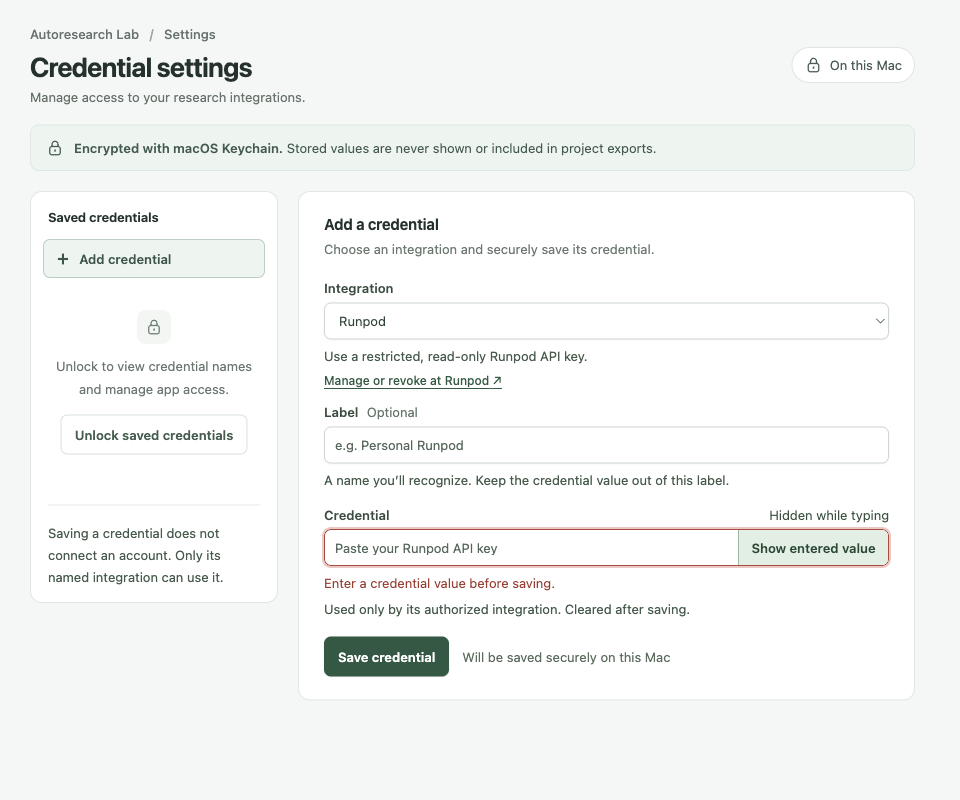 Autoresearch Lab / Settings
Credential settings
Manage access to your research integrations.
On this Mac
Encrypted with macOS Keychain. Stored values are never shown or included in project exports.
Saved credentials
+ Add credential
Unlock to view credential names
and manage app access.
Unlock saved credentials
Saving a credential does not
connect an account. Only its
named integration can use it.
Add a credential
Choose an integration and securely save its credential.
Integration
Runpod
Use a restricted, read-only Runpod API key.
Manage or revoke at Runpod ↗
Label Optional
e.g. Personal Runpod
A name you’ll recognize. Keep the credential value out of this label.
Credential Hidden while typing
Paste your Runpod API key Show entered value
Enter a credential value before saving.
Used only by its authorized integration. Cleared after saving.
Save credential Will be saved securely on this Mac